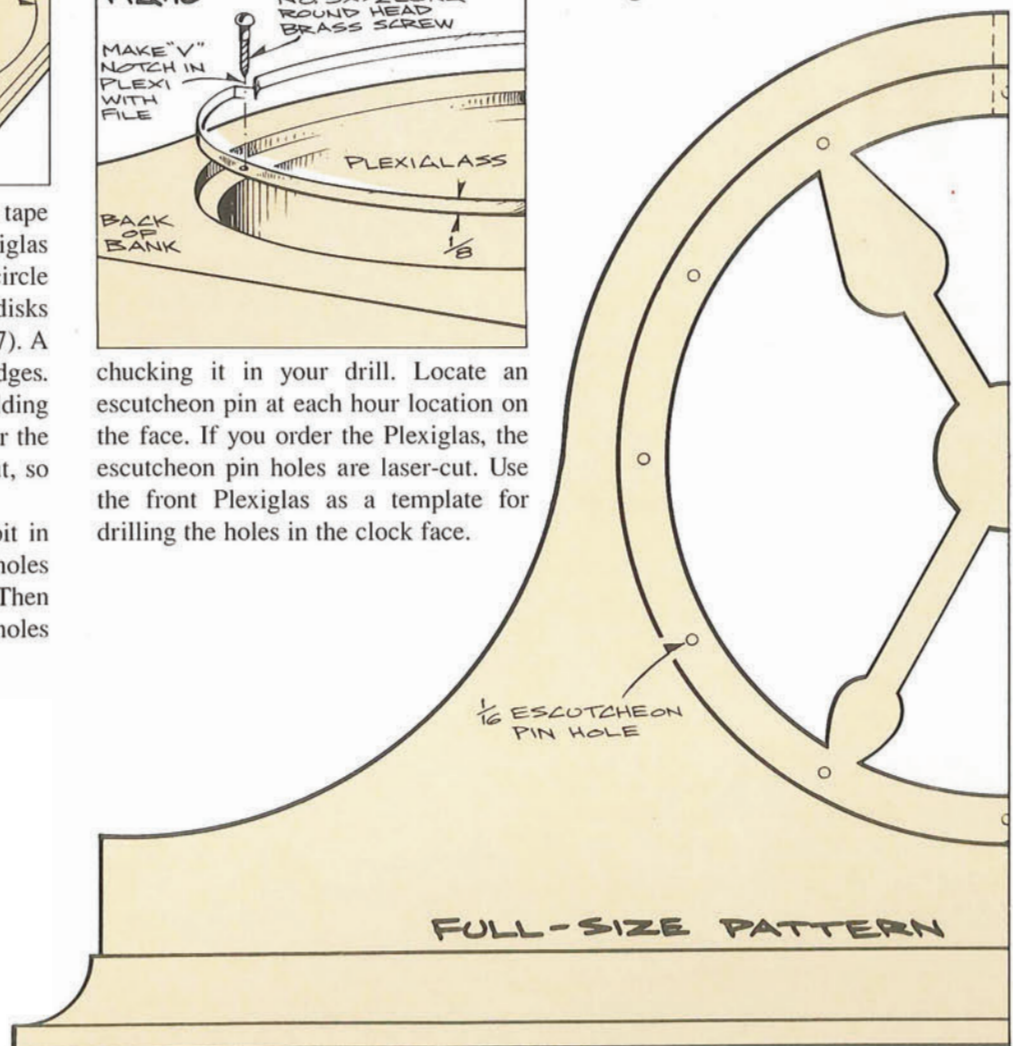 tape
iglas
circle
disks
7). A
dges.
lding
r the
t, so
bit in
holes
Then
holes
ROUND HEAD
BRASS SCREW
MAKE "V"
NOTCH IN
PLEXI
WITH
FILE
PLEXIGLASS
BACK
OF
BANK
1/8
chucking it in your drill. Locate an
escutcheon pin at each hour location on
the face. If you order the Plexiglas, the
escutcheon pin holes are laser-cut. Use
the front Plexiglas as a template for
drilling the holes in the clock face.
1/16 ESCUTCHEON
PIN HOLE
FULL-SIZE PATTERN